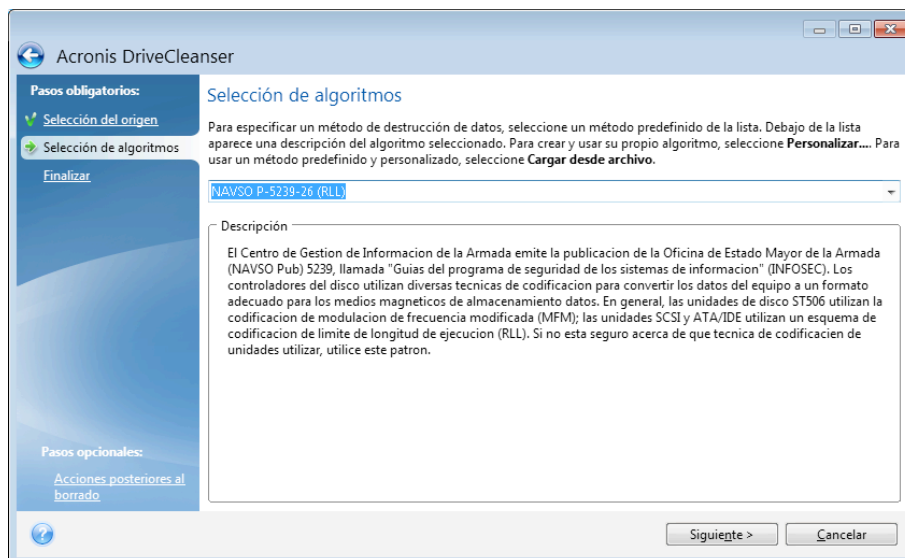 Acronis DriveCleanser
Pasos obligatorios:
Selección del origen
Selección de algoritmos
Finalizar
Pasos opcionales:
Acciones posteriores al
borrado
Selección de algoritmos
Para especificar un método de destrucción de datos, seleccione un método predefinido de la lista. Debajo de la lista
aparece una descripción del algoritmo seleccionado. Para crear y usar su propio algoritmo, seleccione Personalizar.... Para
usar un método predefinido y personalizado, seleccione Cargar desde archivo.
NAVSO P-5239-26 (RLL)
Descripción
El Centro de Gestion de Informacion de la Armada emite la publicacion de la Oficina de Estado Mayor de la Armada
(NAVSO Pub) 5239, llamada "Guias del programa de seguridad de los sistemas de informacion" (INFOSEC). Los
controladores del disco utilizan diversas tecnicas de codificacion para convertir los datos del equipo a un formato
adecuado para los medios magneticos de almacenamiento datos. En general, las unidades de disco ST506 utilizan la
codificacion de modulacion de frecuencia modificada (MFM); las unidades SCSI y ATA/IDE utilizan un esquema de
codificacion de limite de longitud de ejecucion (RLL). Si no esta seguro acerca de que tecnica de codificacien de
unidades utilizar, utilice este patron.
Siguiente >
Cancelar